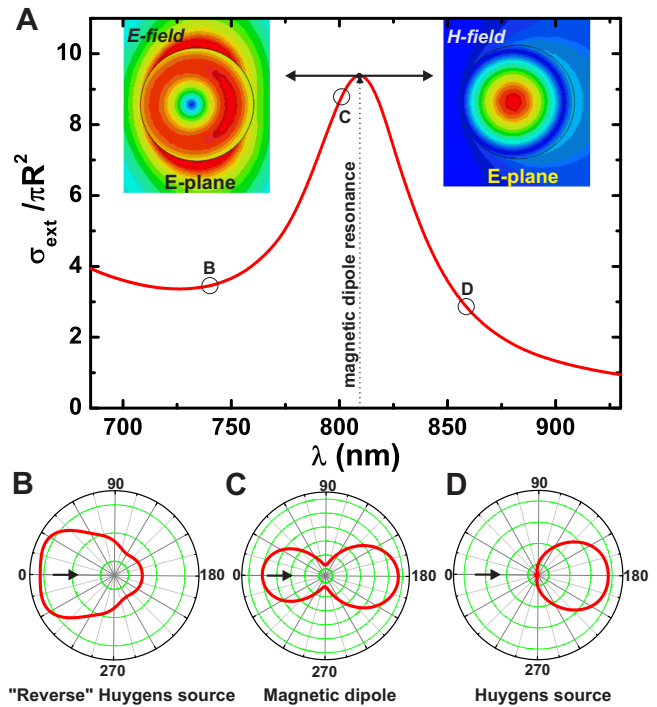 A
E-field
E-plane
H-field
E-plane
10
8
6
4
2
0
σext /πR2
B
C
D
magnetic dipole resonance
700 750 800 850 900
λ (nm)
B
90
0
180
270
"Reverse" Huygens source
C
90
0
180
270
Magnetic dipole
D
90
0
180
270
Huygens source